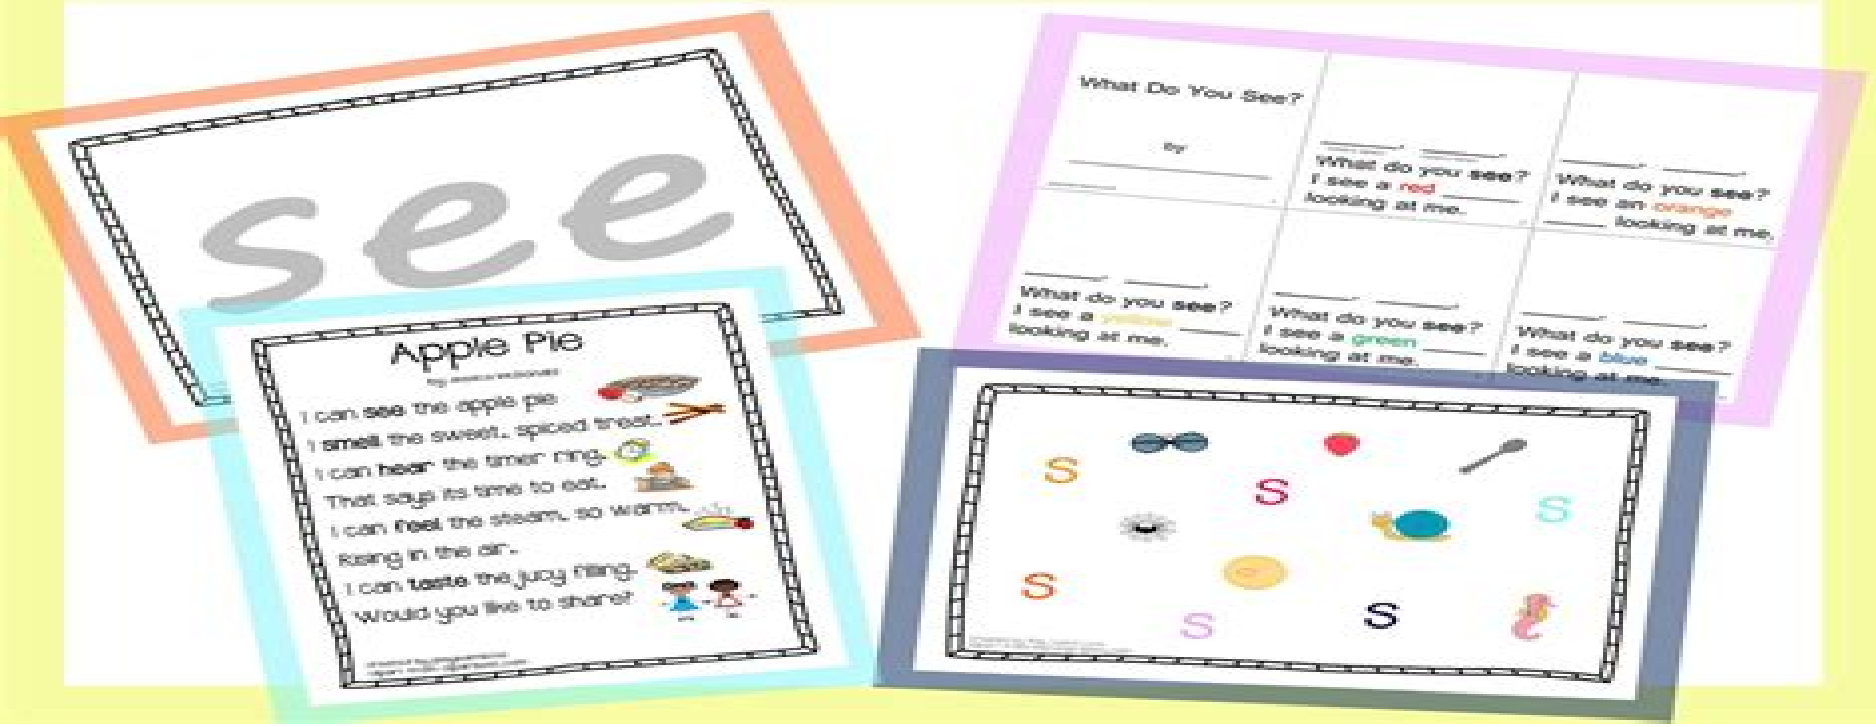 see
Apple Pie
I can see the apple pie
I smell the sweet, spiced treat.
I can hear the timer ring.
That says its time to eat.
I can feel the steam, so warm,
Rising in the air.
I can taste the jucy filling.
Would you like to share?
What Do You See?
by
What do you see?
I see a red
looking at me.
What do you see?
I see an orange
looking at me.
What do you see?
I see a yellow
looking at me.
What do you see?
I see a green
looking at me.
What do you see?
I see a blue
looking at me.
S
S
S
S
S
S